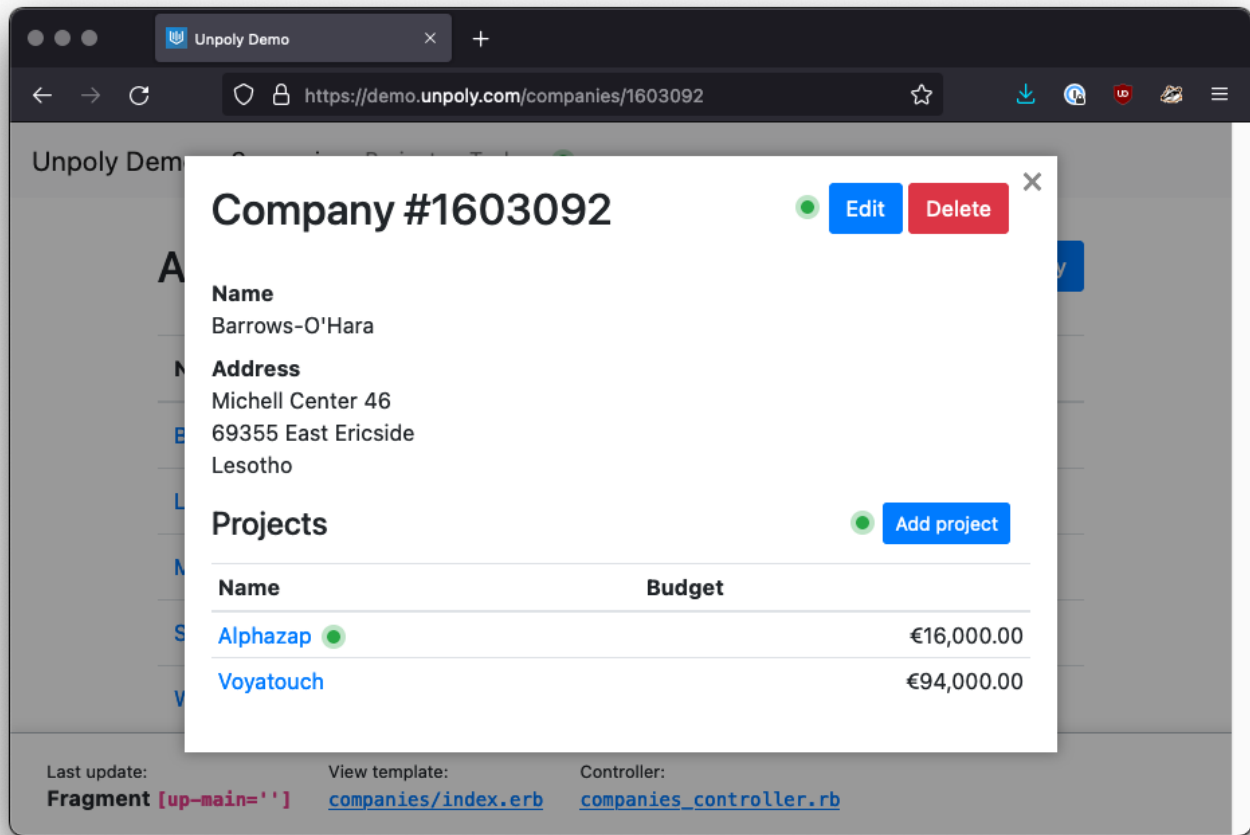 Unpoly Demo
https://demo.unpoly.com/companies/1603092
Unpoly Dem
Company #1603092
Edit
Delete
A
y
Name
Barrows-O'Hara
Address
Michell Center 46
69355 East Ericside
Lesotho
Projects
Add project
Name Budget
Alphazap €16,000.00
Voyatouch €94,000.00
Last update:
Fragment [up-main='']
View template:
companies/index.erb
Controller:
companies_controller.rb